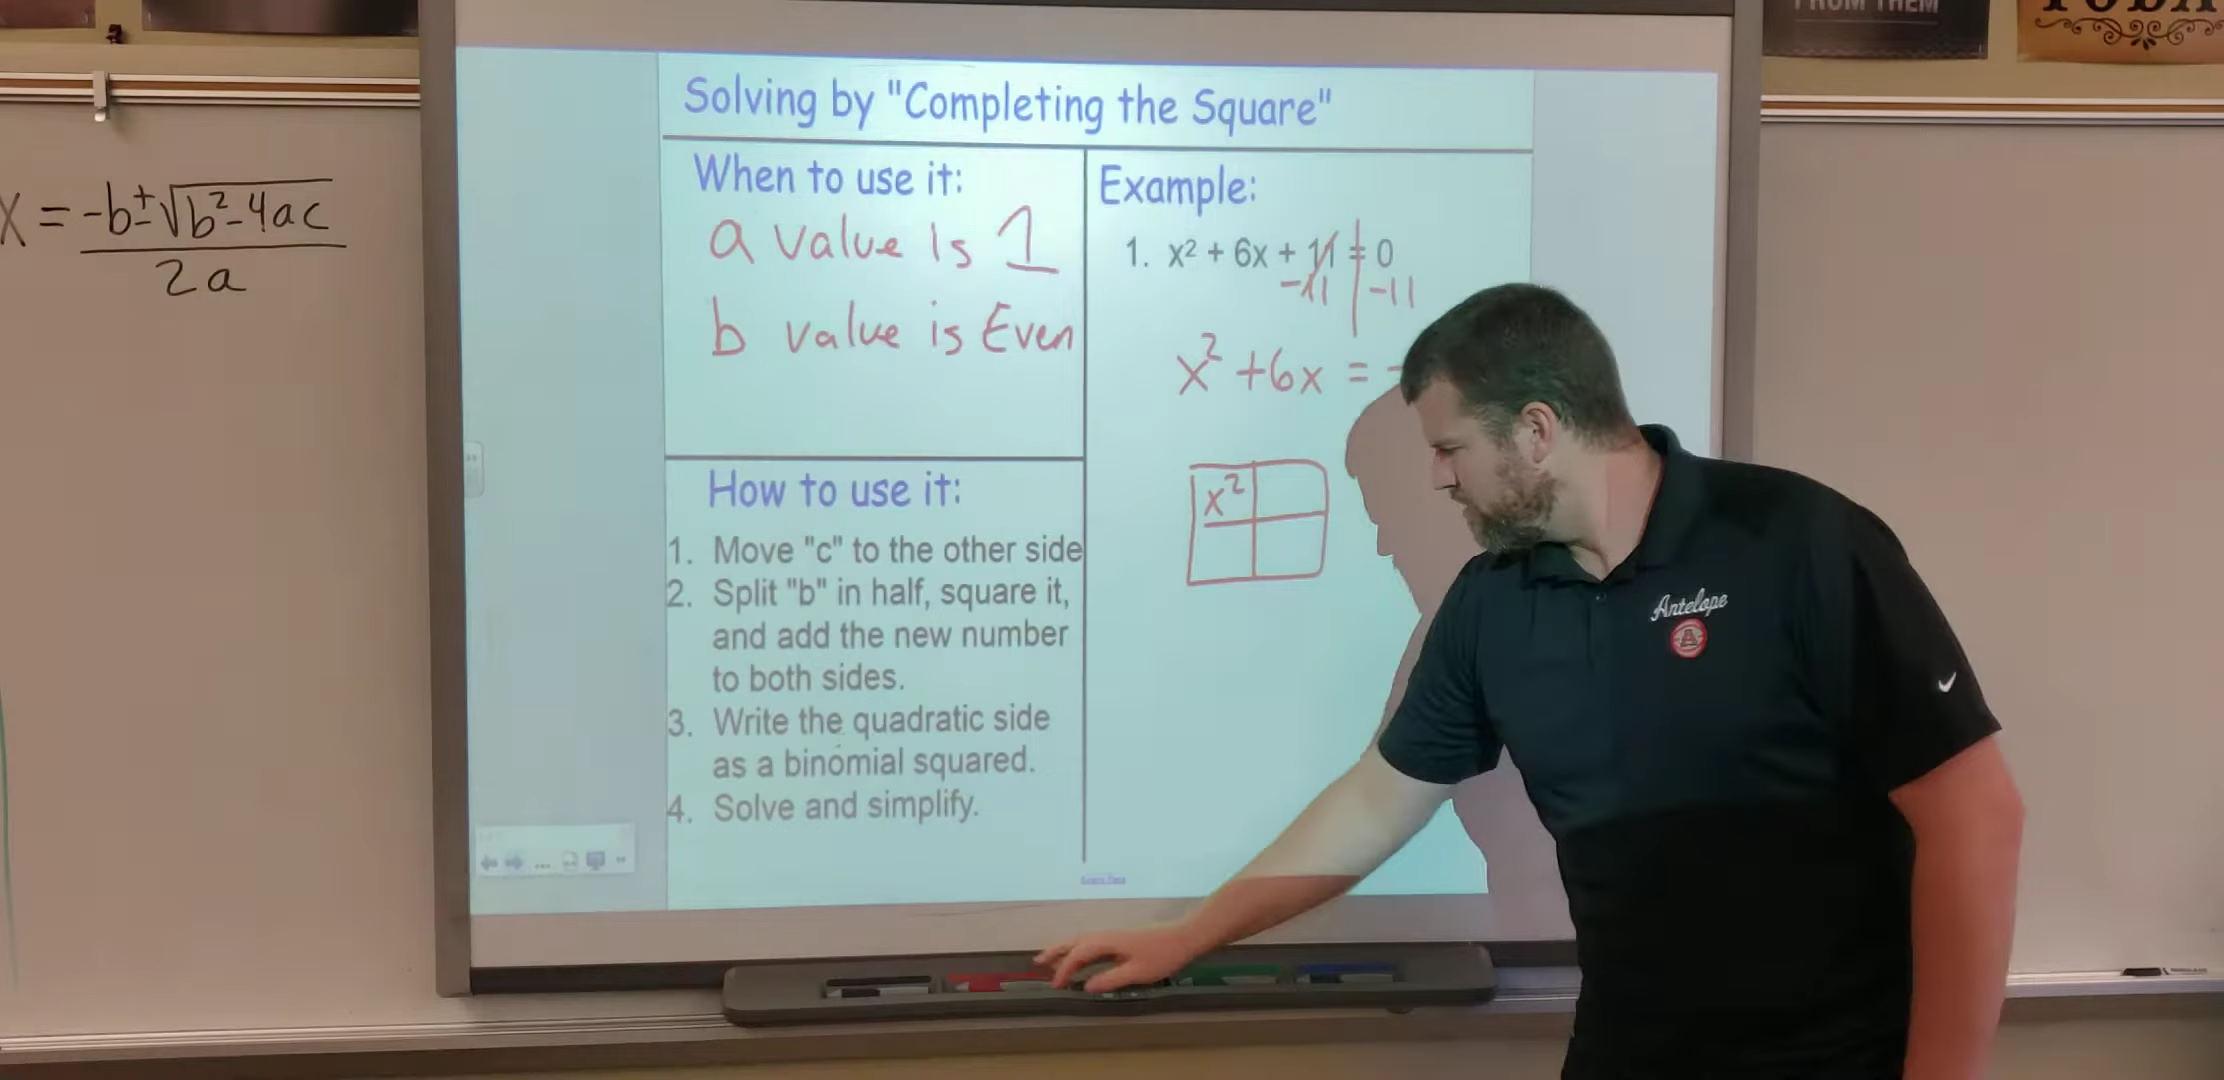 FROM THEM
Solving by "Completing the Square"
When to use it:
a value is 1
b value is Even
How to use it:
1. Move "c" to the other side
2. Split "b" in half, square it,
and add the new number
to both sides.
3. Write the quadratic side
as a binomial squared.
4. Solve and simplify.
Example:
1. x² + 6x + 11 = 0
-11 -11
x² + 6x = -
x²
x = -b±√b²-4ac
2a
Antelope
A